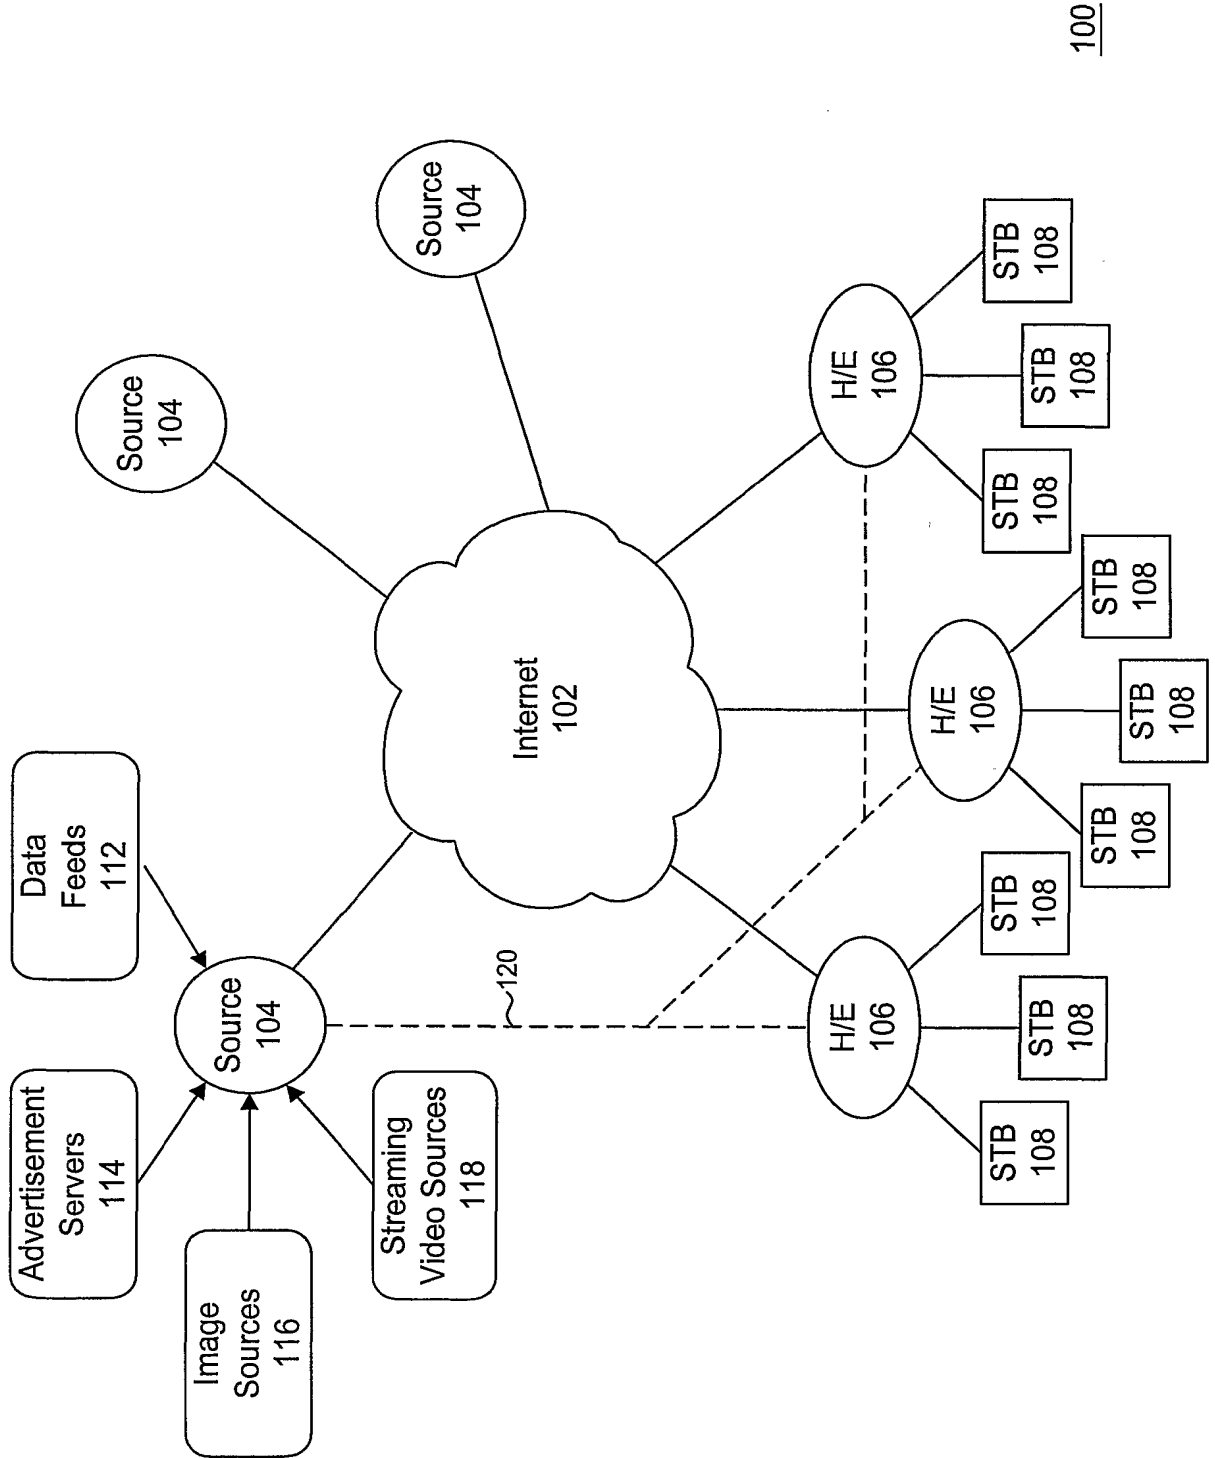 Image
Sources
116
Advertisement
Servers
114
Streaming
Video Sources
118
Data
Feeds
112
Source
104
120
Source
104
Source
104
Internet
102
H/E
106
H/E
106
H/E
106
STB
108
STB
108
STB
108
STB
108
STB
108
STB
108
STB
108
STB
108
STB
108
100